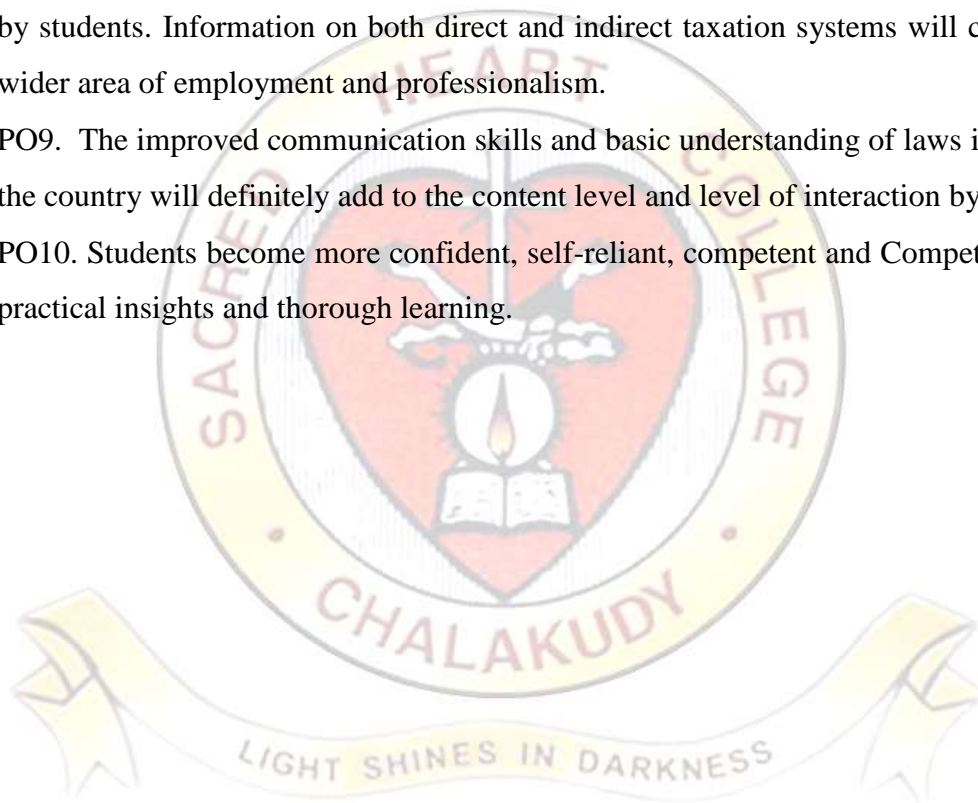 by students. Information on both direct and indirect taxation systems will c
wider area of employment and professionalism.
PO9. The improved communication skills and basic understanding of laws i
the country will definitely add to the content level and level of interaction by
PO10. Students become more confident, self-reliant, competent and Compet
practical insights and thorough learning.
SACRED HEART COLLEGE
CHALAKUDY
LIGHT SHINES IN DARKNESS